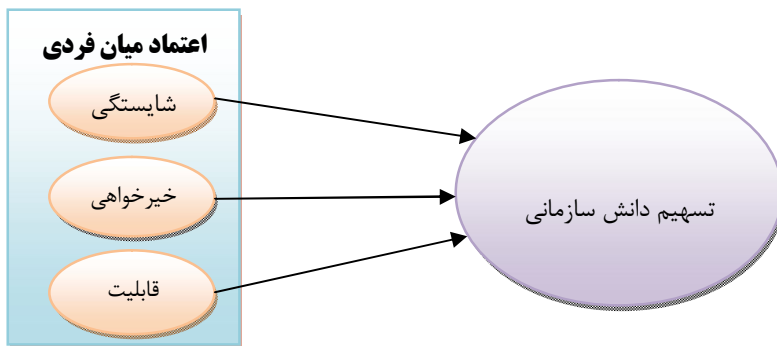 اعتماد میان فردی
شایستگی
خیرخواهی
قابلیت
تسهیم دانش سازمانی